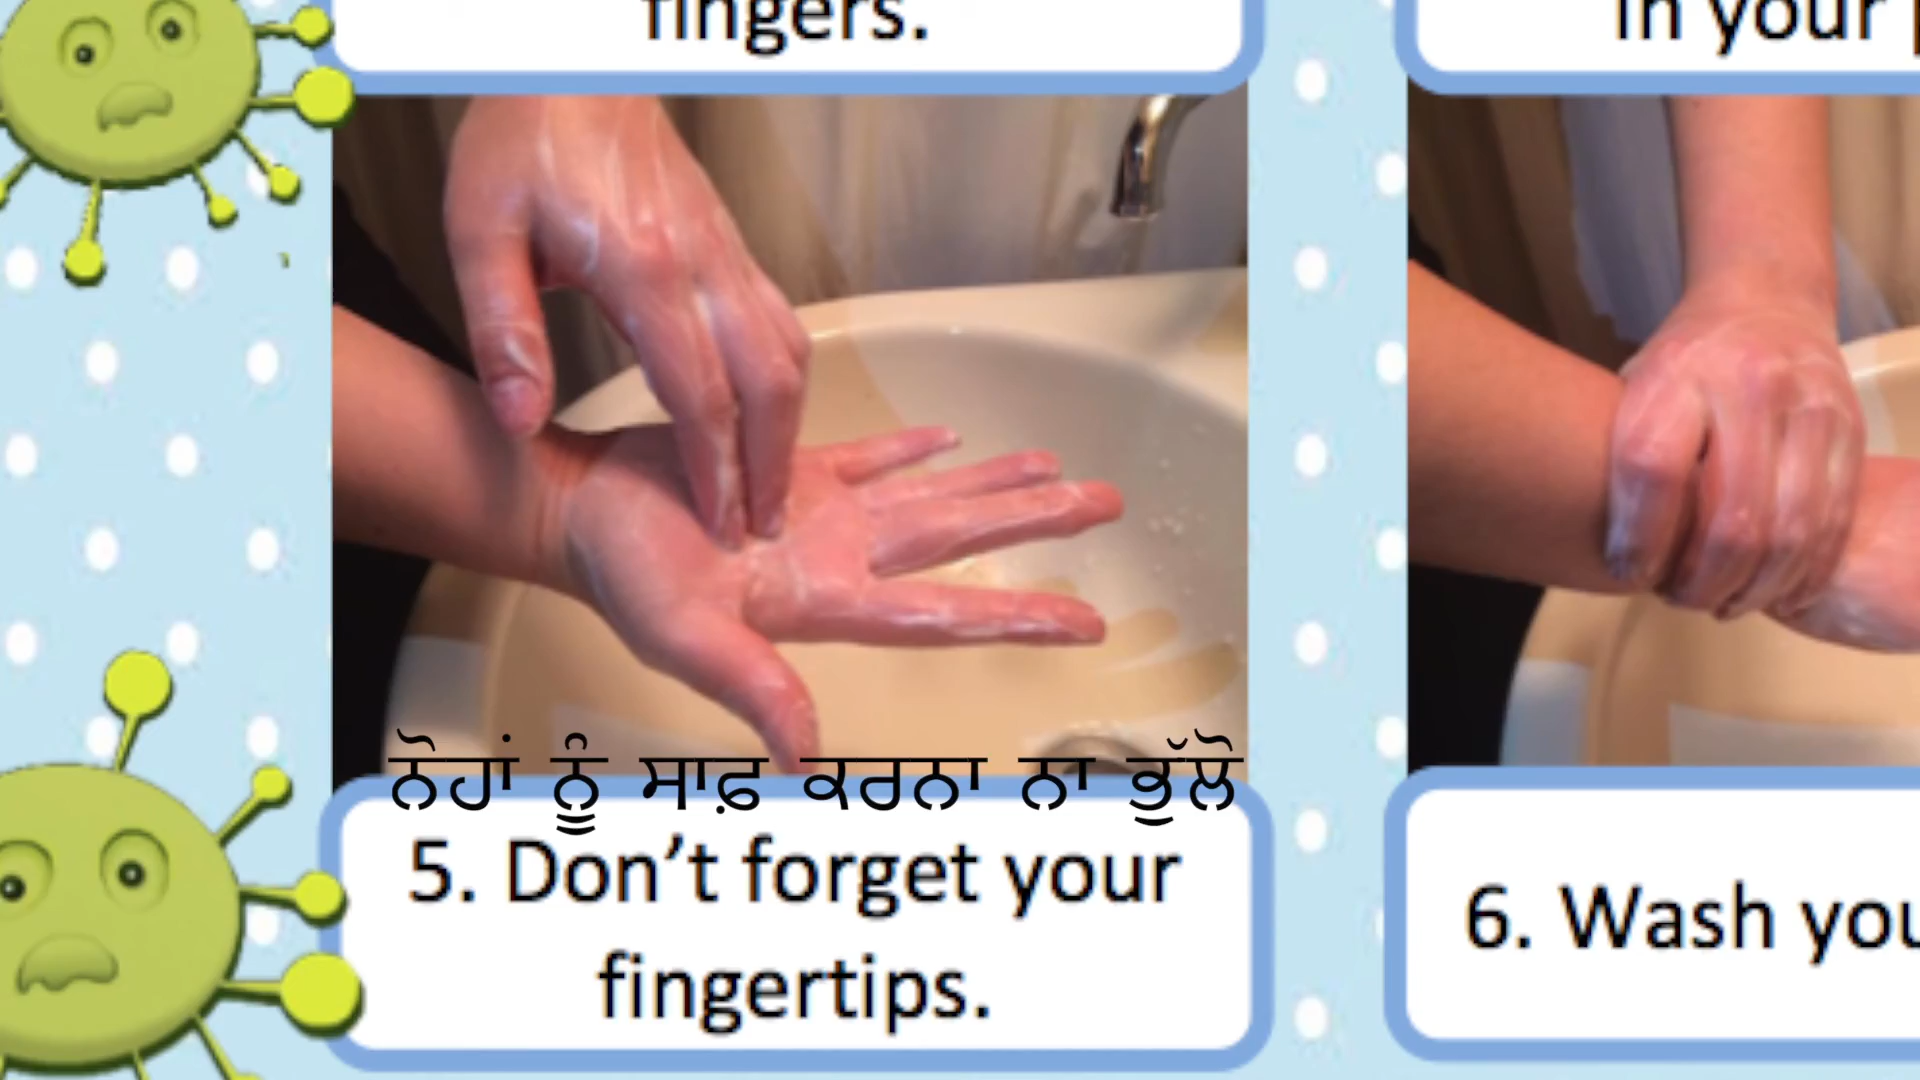 fingers.
in your
ਨੋਹਾਂ ਨੂੰ ਸਾਫ਼ ਕਰਨਾ ਨਾ ਭੁੱਲੋ
5. Don’t forget your
fingertips.
6. Wash you